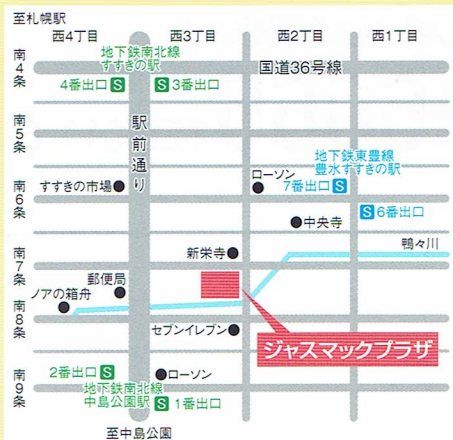 至札幌駅
西4丁目
地下鉄南北線
すすきの駅
西3丁目
西2丁目
西1丁目
南4条
4番出口 S
S 3番出口
国道36号線
南5条
駅前通り
地下鉄東豊線
豊水すすきの駅
ローソン
7番出口 S
南6条
すすきの市場
S 6番出口
中央寺
鴨々川
新栄寺
南7条
郵便局
ノアの箱舟
南8条
セブンイレブン
ジャスマックプラザ
2番出口 S
ローソン
南9条
地下鉄南北線
中島公園駅
S 1番出口
至中島公園